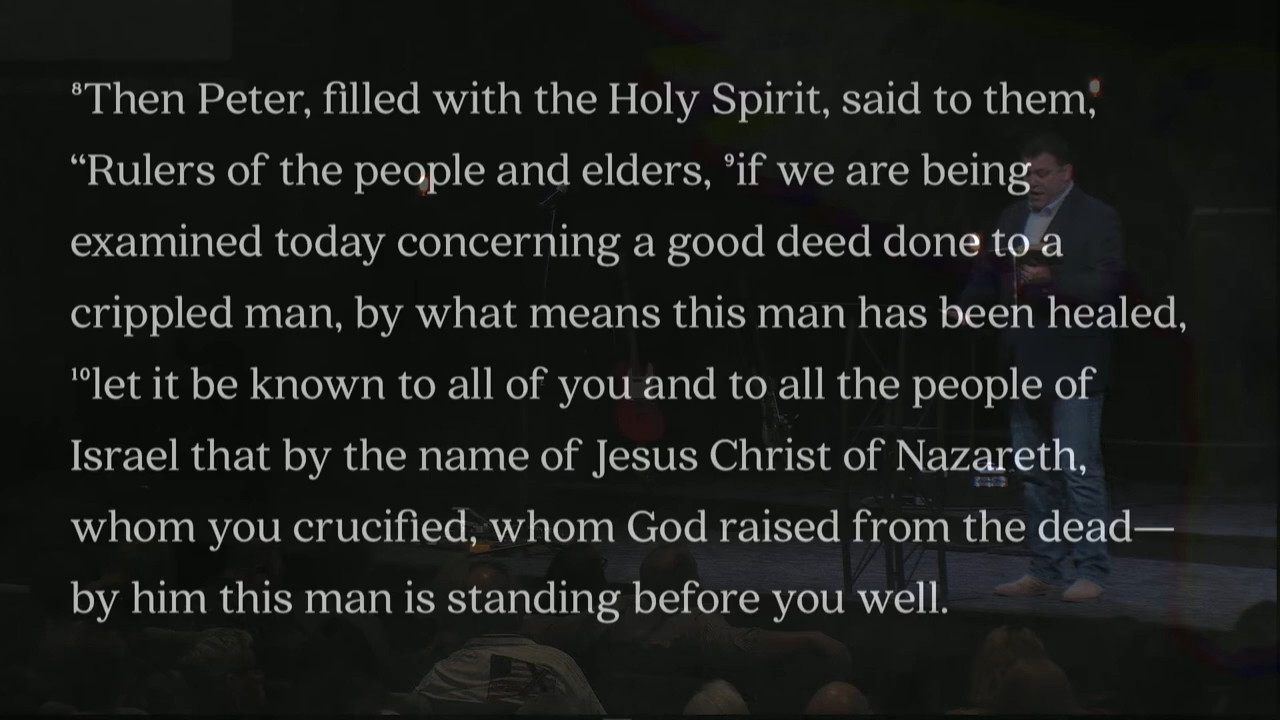 ⁸Then Peter, filled with the Holy Spirit, said to them,
“Rulers of the people and elders, ⁹if we are being
examined today concerning a good deed done to a
crippled man, by what means this man has been healed,
¹⁰let it be known to all of you and to all the people of
Israel that by the name of Jesus Christ of Nazareth,
whom you crucified, whom God raised from the dead—
by him this man is standing before you well.